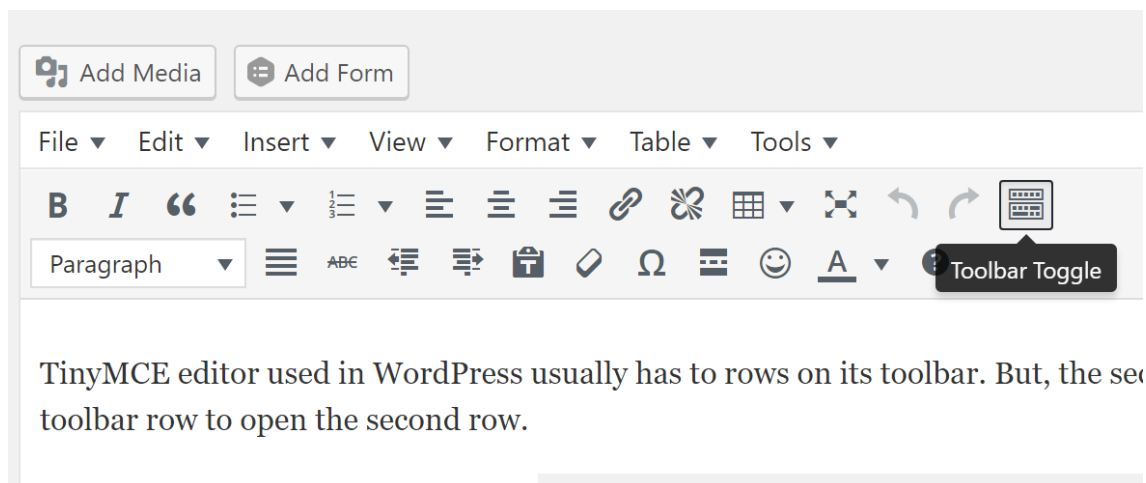 Add Media Add Form
File Edit Insert View Format Table Tools
B I
Paragraph ABC Ω A ?
Toolbar Toggle
TinyMCE editor used in WordPress usually has to rows on its toolbar. But, the
toolbar row to open the second row.